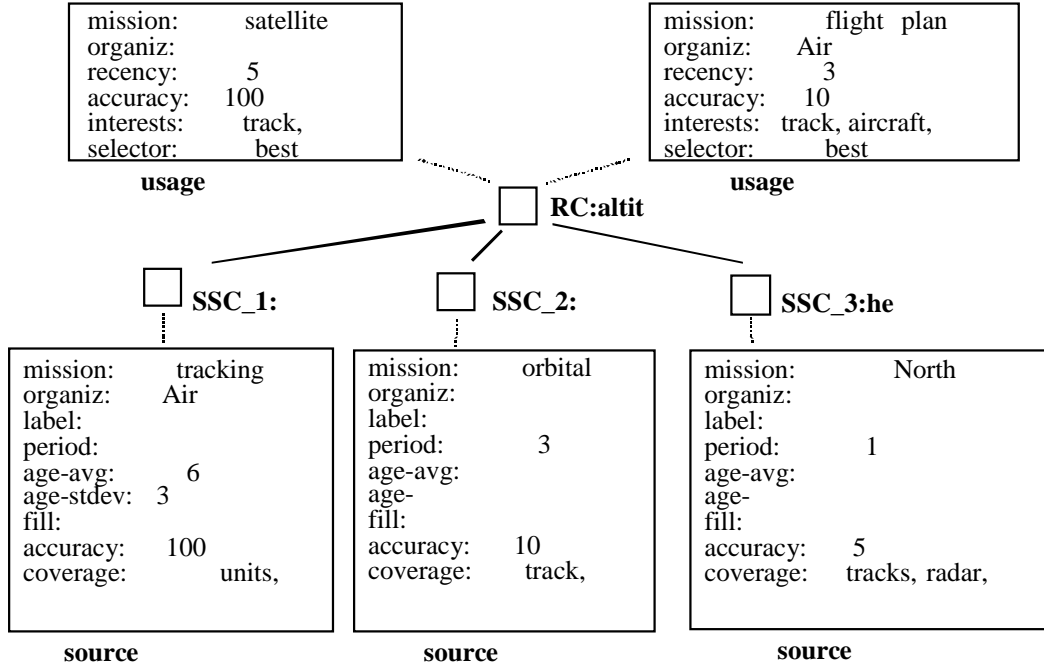 mission: satellite
organiz:
recency: 5
accuracy: 100
interests: track,
selector: best
usage
mission: flight plan
organiz: Air
recency: 3
accuracy: 10
interests: track, aircraft,
selector: best
usage
RC:altit
SSC_1:
SSC_2:
SSC_3:he
mission: tracking
organiz: Air
label:
period:
age-avg: 6
age-stdev: 3
fill:
accuracy: 100
coverage: units,
source
mission: orbital
organiz:
label:
period: 3
age-avg:
age-
fill:
accuracy: 10
coverage: track,
source
mission: North
organiz:
label:
period: 1
age-avg:
age-
fill:
accuracy: 5
coverage: tracks, radar,
source